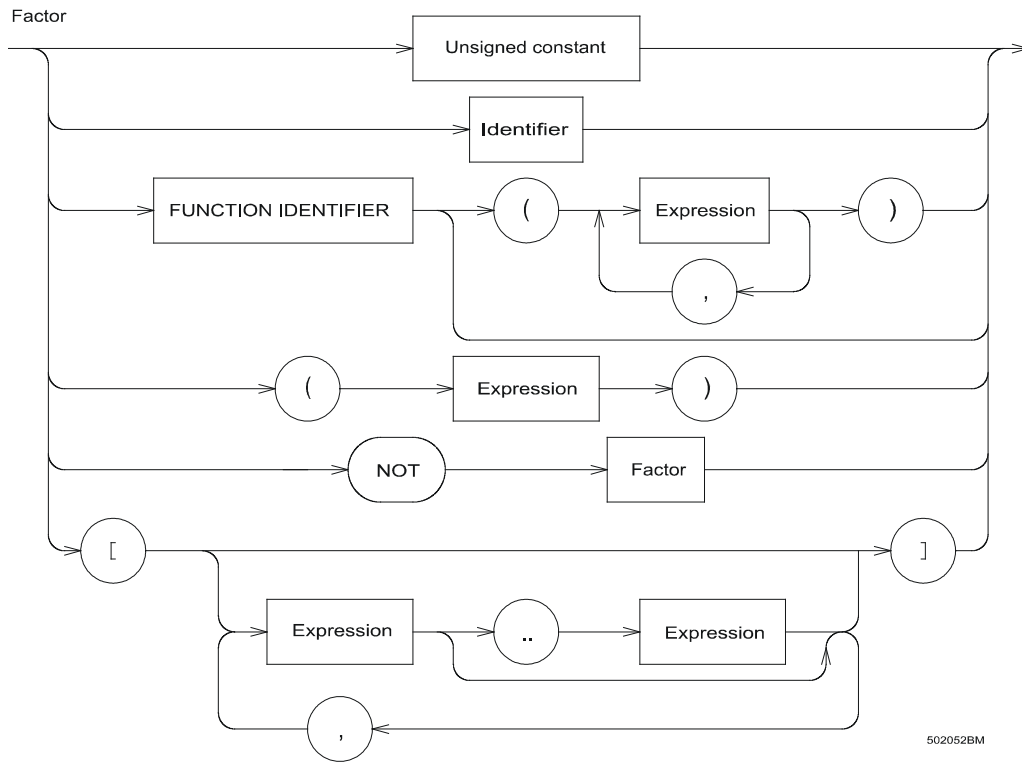 Factor
Unsigned constant
Identifier
FUNCTION IDENTIFIER ( Expression )
,
( Expression )
NOT Factor
[ ]
Expression .. Expression
,
502052BM